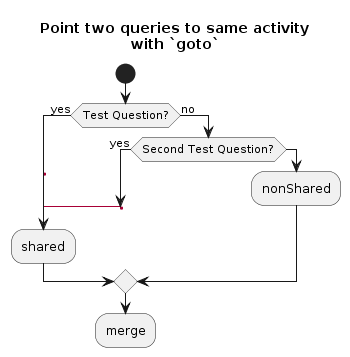 Point two queries to same activity
with `goto`
yes
Test Question?
no
yes
Second Test Question?
nonShared
shared
merge